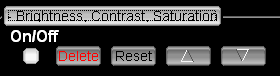 - Brightness, Contrast, Saturation
On/Off
Delete Reset